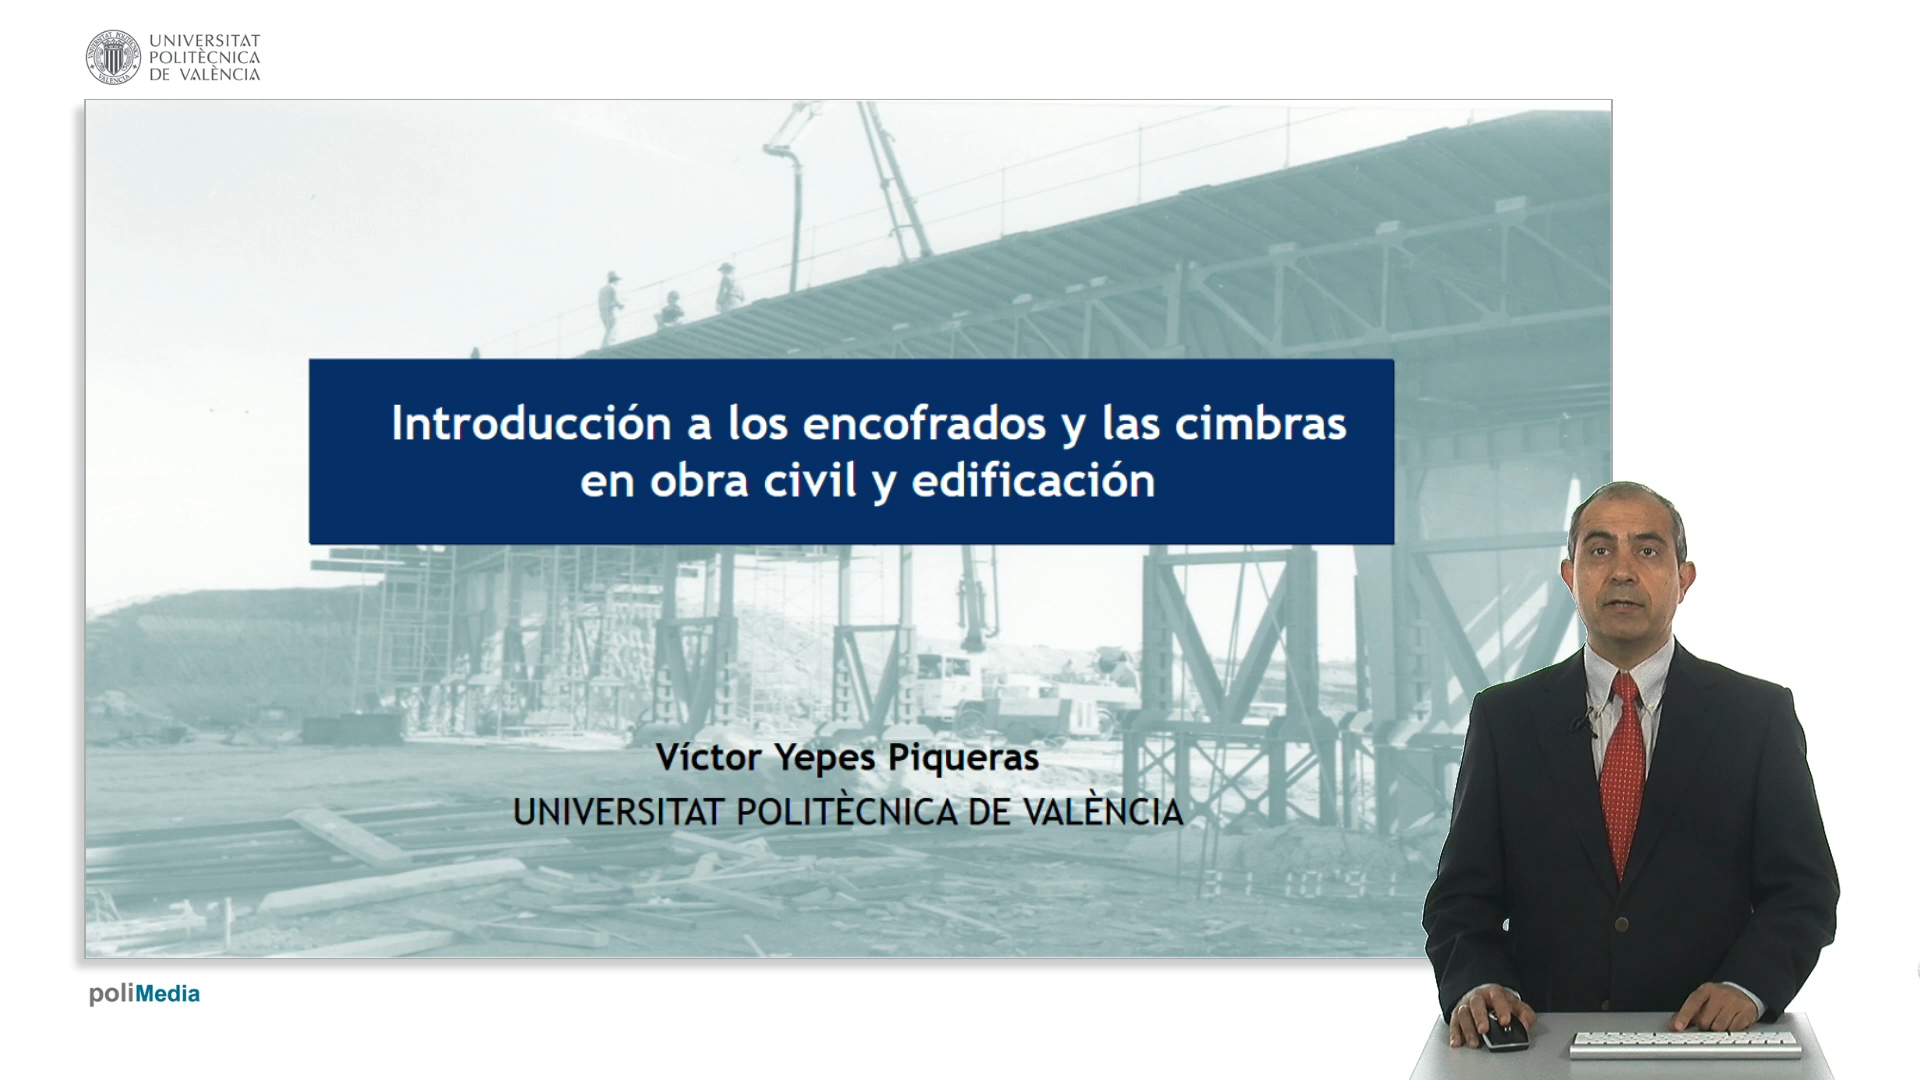 UNIVERSITAT
POLITÈCNICA
DE VALÈNCIA
Introducción a los encofrados y las cimbras
en obra civil y edificación
Víctor Yepes Piqueras
UNIVERSITAT POLITÈCNICA DE VALÈNCIA
poliMedia